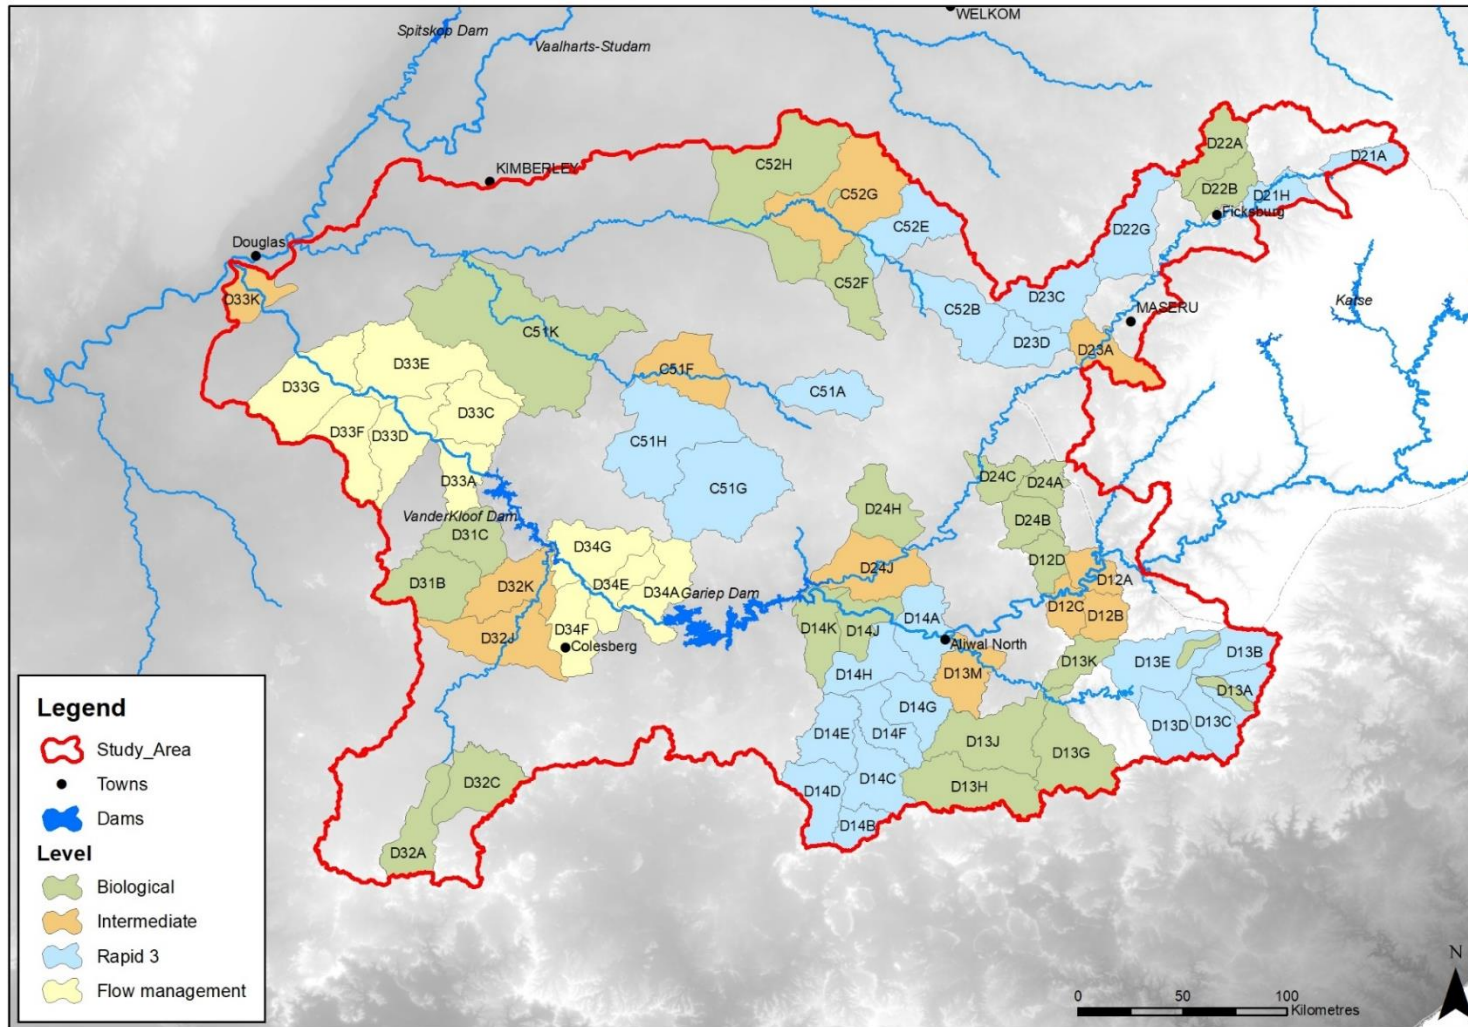 WELKOM
Spitskop Dam
Vaalharts-Studam
KIMBERLEY
C52H
D22A
D21A
C52G
D22B
D21H
Ficksburg
C52E
D22G
Douglas
C52F
D33K
C52B
D23C
MASERU
Katse
C51K
D23D
D23A
D33E
C51F
D33G
C51A
D33C
D33F
D33D
C51H
D33A
C51G
D24C
D24A
VanderKloof Dam
D24H
D24B
D31C
D34G
D12D
D31B
D32K
D34E
D34A
Gariep Dam
D24J
D12A
D12C
D12B
D14A
D14K
D14J
D34F
D32J
Colesberg
Aliwal North
D13K
D13E
D13B
D14H
D13M
D13A
D14G
D13D
D13C
D14E
D14F
D13J
D13G
D32C
D14D
D14C
D13H
D14B
D32A
Legend
Study_Area
Towns
Dams
Level
Biological
Intermediate
Rapid 3
Flow management
N
0 50 100
Kilometres